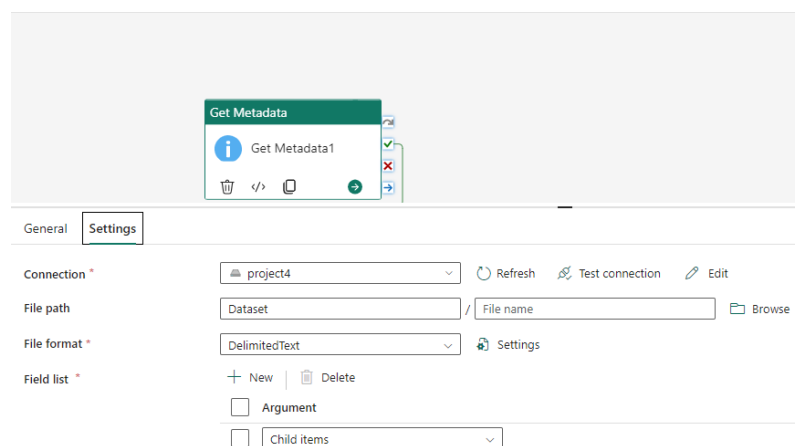 Get Metadata
Get Metadata1
General Settings
Connection * project4 Refresh Test connection Edit
File path Dataset / File name Browse
File format * DelimitedText Settings
Field list * New Delete
Argument
Child items